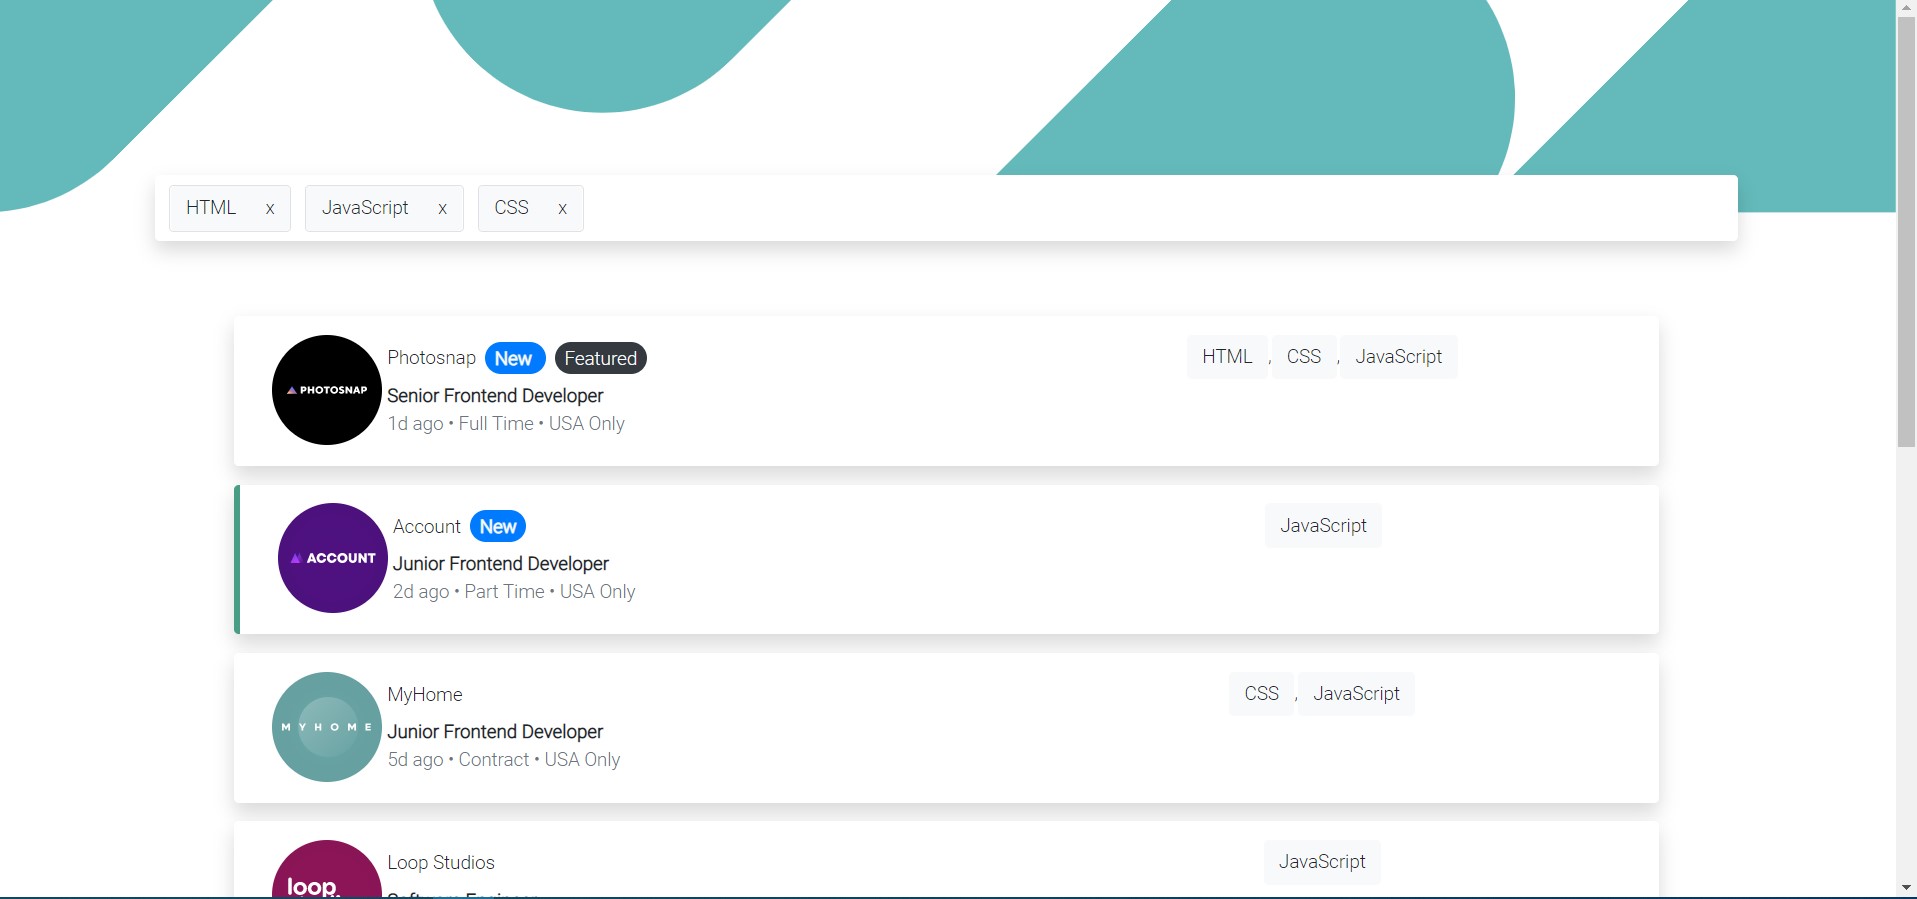 HTML x JavaScript x CSS x
PHOTOSNAP
Photosnap New Featured
HTML , CSS , JavaScript
Senior Frontend Developer
1d ago • Full Time • USA Only
ACCOUNT
Account New
JavaScript
Junior Frontend Developer
2d ago • Part Time • USA Only
MYHOME
MyHome
CSS , JavaScript
Junior Frontend Developer
5d ago • Contract • USA Only
loop
Loop Studios
JavaScript